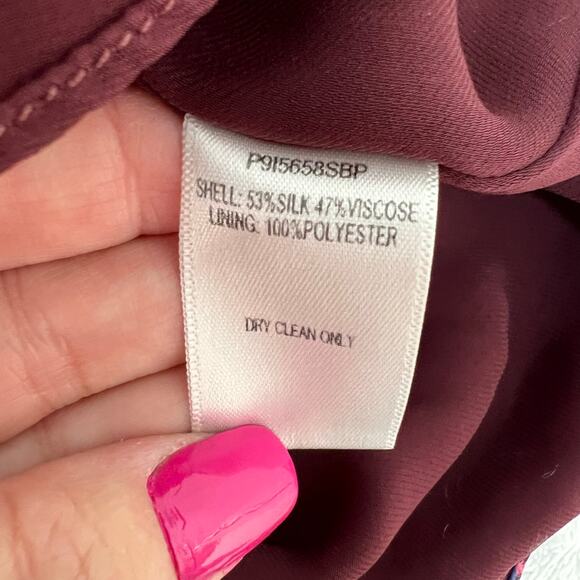 P9I5658SBP
SHELL: 53%SILK 47%VISCOSE
LINING: 100%POLYESTER
DRY CLEAN ONLY